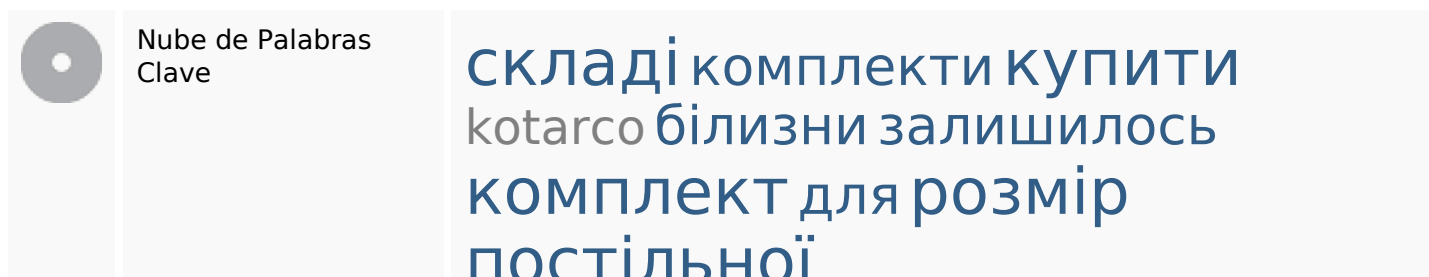 Nube de Palabras
Clave
складі комплекти купити
kotarco білизни залишилось
комплект для розмір
постільної